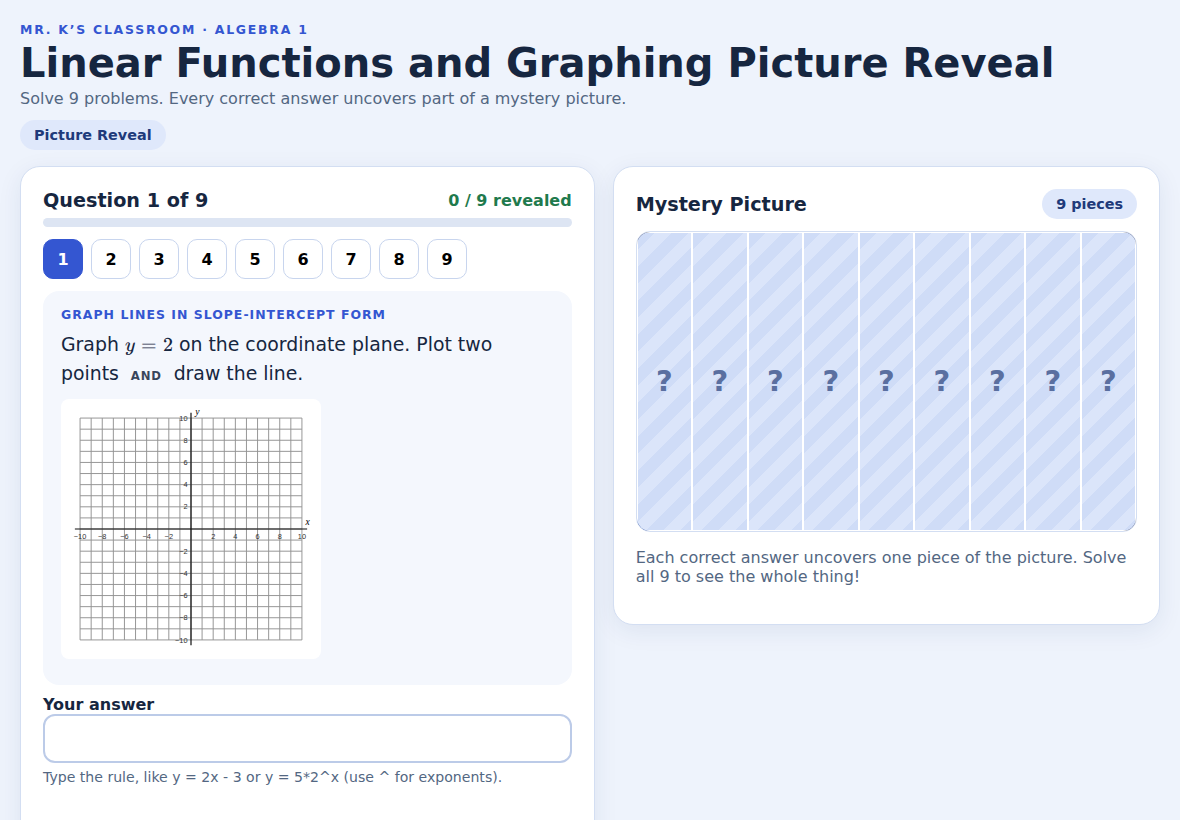 MR. K'S CLASSROOM · ALGEBRA 1
Linear Functions and Graphing Picture Reveal
Solve 9 problems. Every correct answer uncovers part of a mystery picture.
Picture Reveal
Question 1 of 9
0 / 9 revealed
1 2 3 4 5 6 7 8 9
GRAPH LINES IN SLOPE-INTERCEPT FORM
Graph y = 2 on the coordinate plane. Plot two
points AND draw the line.
y
10
8
6
4
2
x
−10 −8 −6 −4 −2 2 4 6 8 10
−2
−4
−6
−8
−10
Your answer
Type the rule, like y = 2x - 3 or y = 5*2^x (use ^ for exponents).
Mystery Picture
9 pieces
? ? ? ? ? ? ? ? ?
Each correct answer uncovers one piece of the picture. Solve
all 9 to see the whole thing!